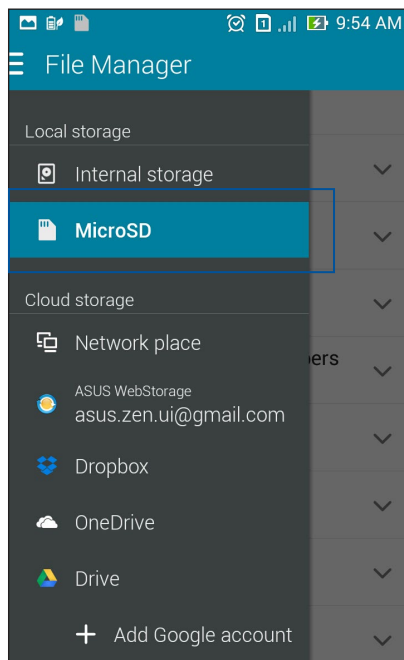 1 9:54 AM
File Manager
Local storage
Internal storage
MicroSD
Cloud storage
Network place
ers
ASUS WebStorage
asus.zen.ui@gmail.com
Dropbox
OneDrive
Drive
Add Google account